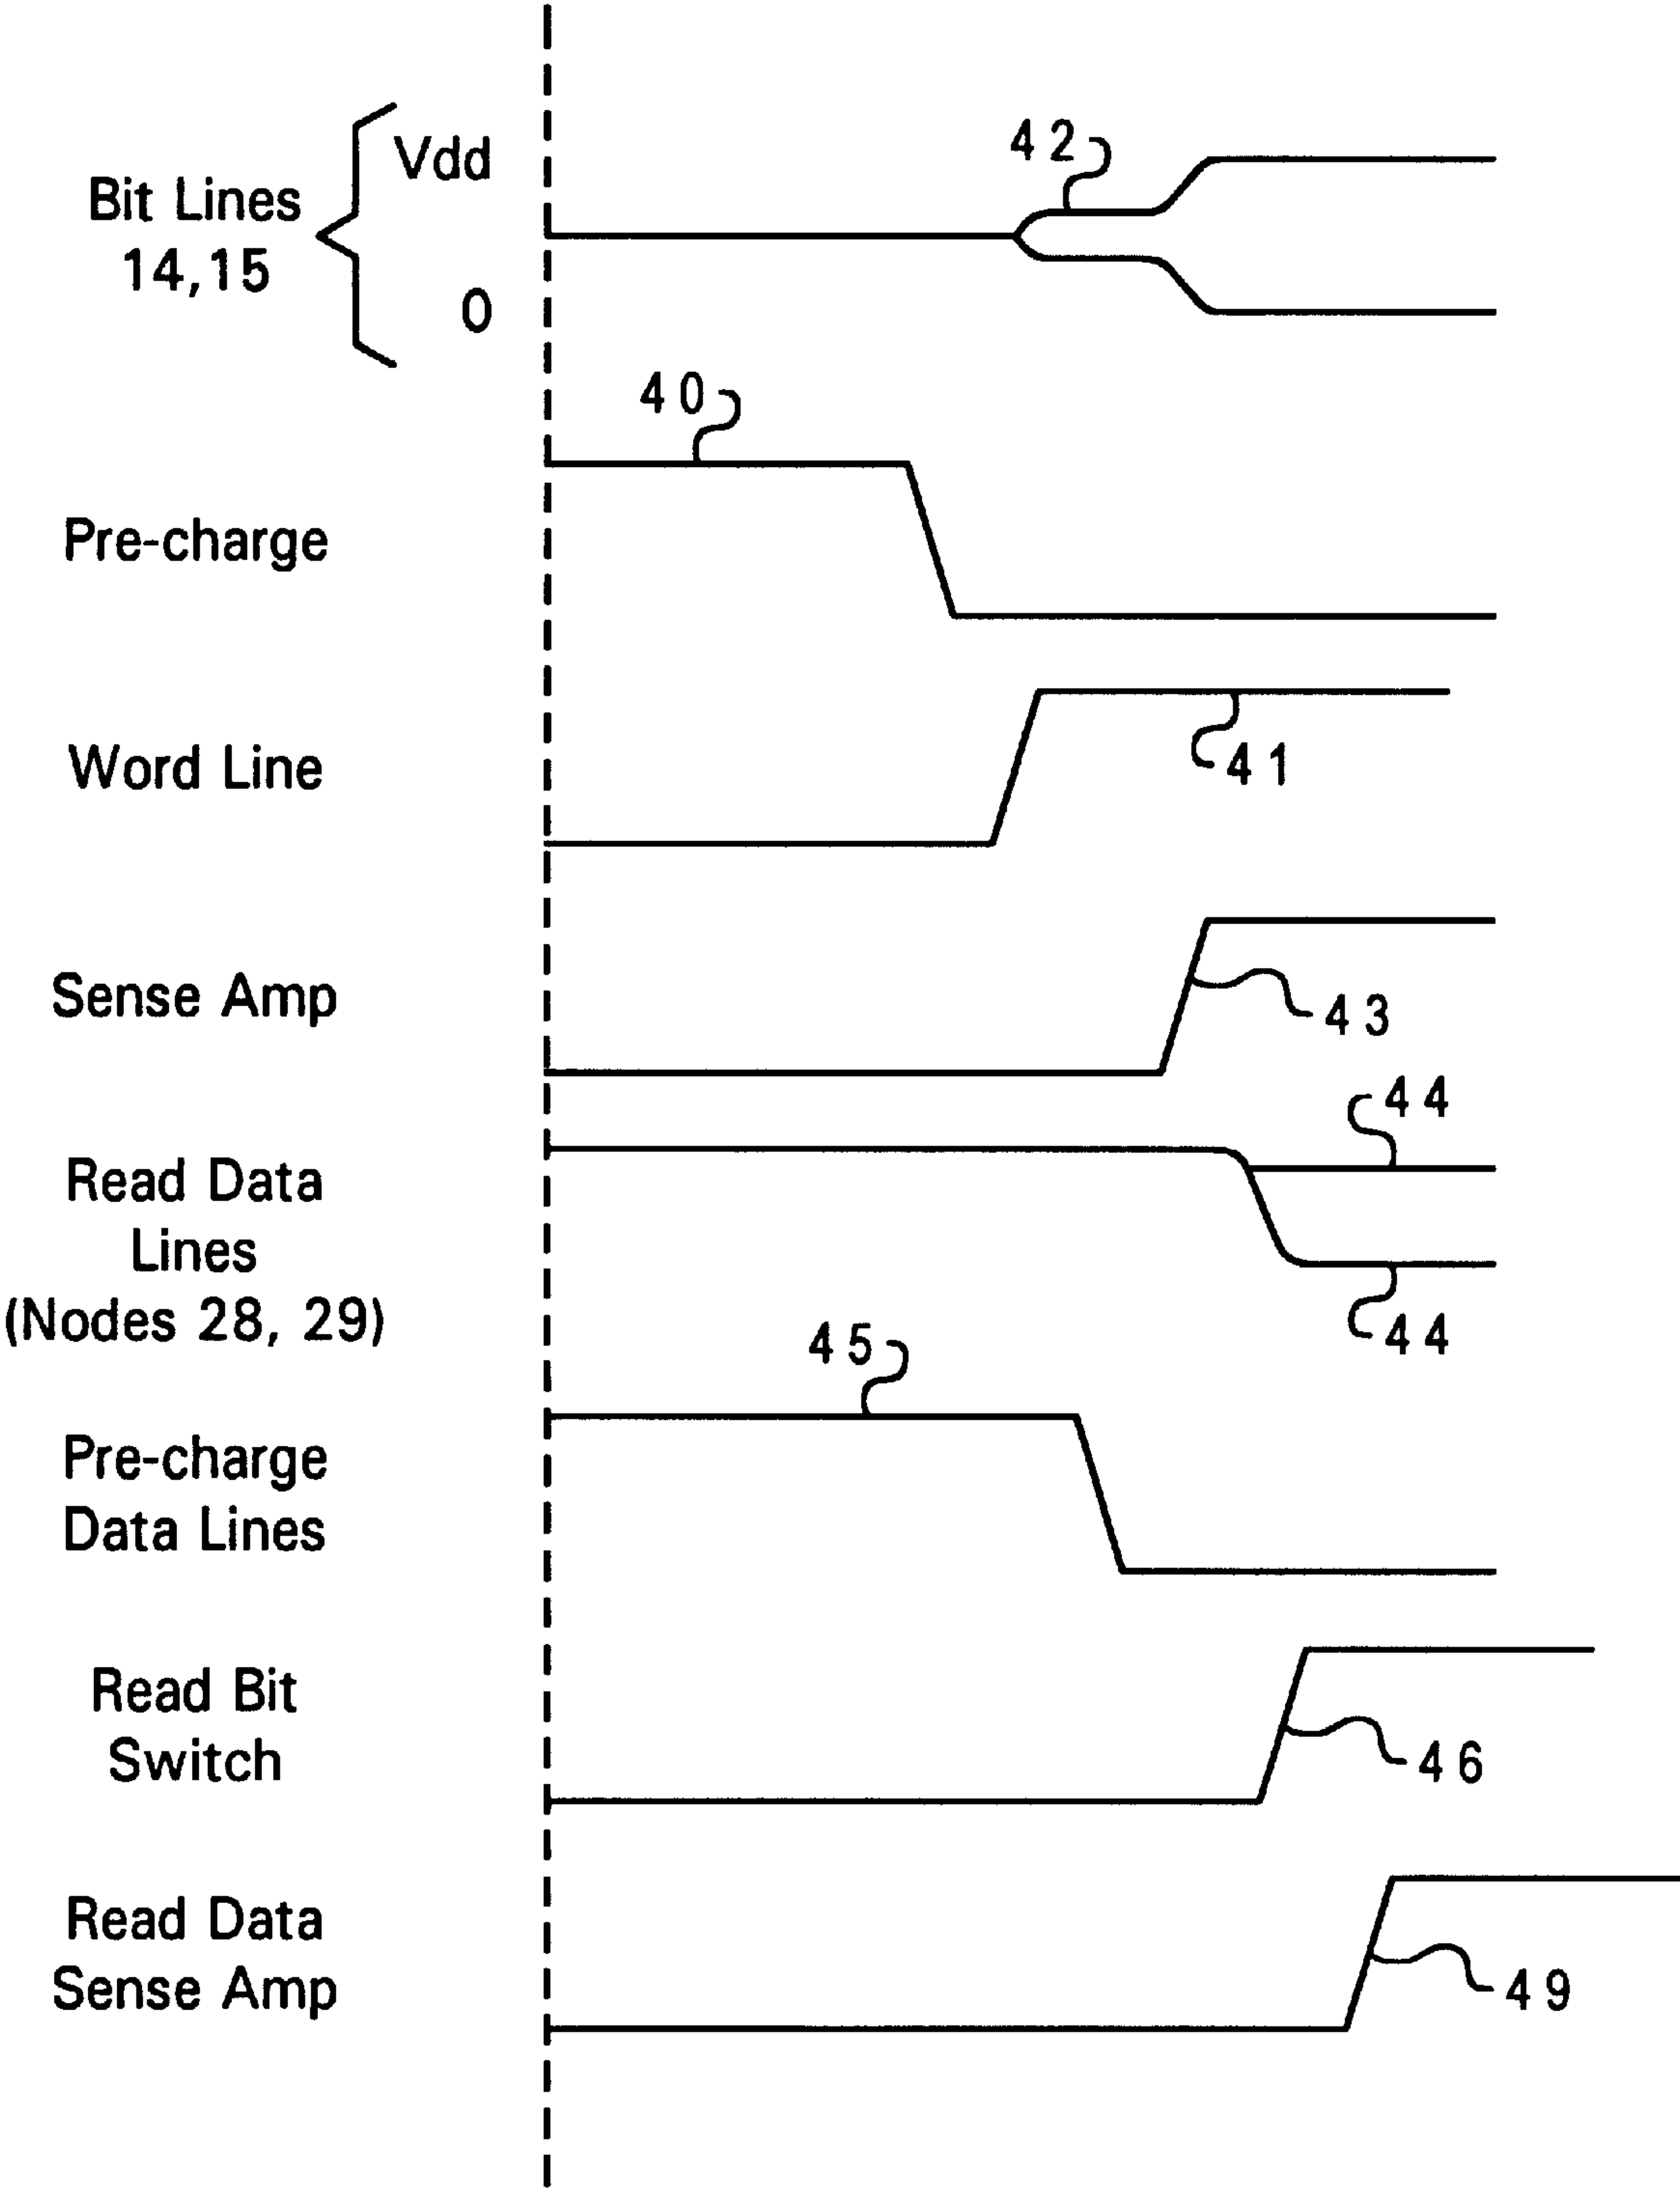 Bit Lines
14,15
Vdd
0
42
40
Pre-charge
Word Line
41
Sense Amp
43
Read Data
Lines
(Nodes 28, 29)
44
44
45
Pre-charge
Data Lines
Read Bit
Switch
46
Read Data
Sense Amp
49